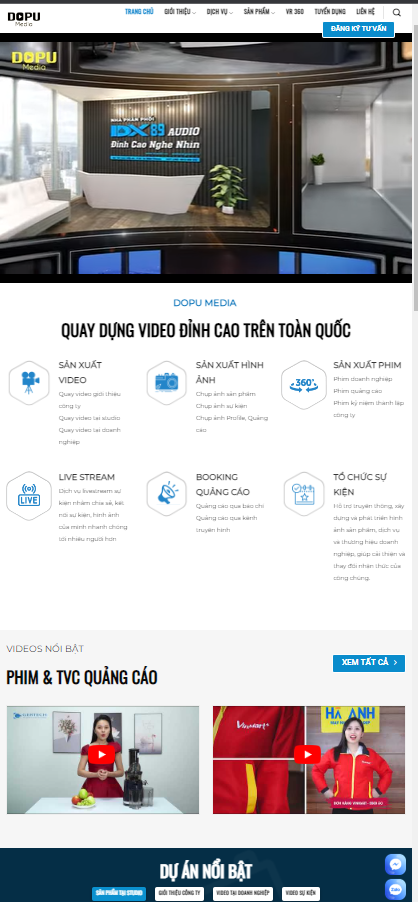 DOPU
Media
TRANG CHỦ GIỚI THIỆU DỊCH VỤ SẢN PHẨM VR 360 TUYỂN DỤNG LIÊN HỆ
ĐĂNG KÝ TƯ VẤN
DOPU
Media
NHÀ PHÂN PHỐI
DX89 AUDIO
Đỉnh Cao Nghe Nhìn
DOPU MEDIA
QUAY DỰNG VIDEO ĐỈNH CAO TRÊN TOÀN QUỐC
SẢN XUẤT
VIDEO
Quay video giới thiệu
công ty
Quay video tại studio
Quay video tại doanh
nghiệp
SẢN XUẤT HÌNH
ẢNH
Chụp ảnh sản phẩm
Chụp ảnh sự kiện
Chụp ảnh Profile, Quảng
cáo
360°
SẢN XUẤT PHIM
Phim doanh nghiệp
Phim quảng cáo
Phim kỷ niệm thành lập
công ty
LIVE
LIVE STREAM
Dịch vụ livestream sự
kiện nhằm chia sẻ, kết
nối sự kiện, hình ảnh
của mình nhanh chóng
tới nhiều người hơn
BOOKING
QUẢNG CÁO
Quảng cáo qua báo chí
Quảng cáo qua kênh
truyền hình
TỔ CHỨC SỰ
KIỆN
Hỗ trợ truyền thông, xây
dựng và phát triển hình
ảnh sản phẩm, dịch vụ
và thương hiệu doanh
nghiệp, giúp cải thiện và
thay đổi nhận thức của
công chúng.
VIDEOS NỔI BẬT
XEM TẤT CẢ
PHIM & TVC QUẢNG CÁO
Vinmart+
HÀ ANH
DỰ ÁN NỔI BẬT
SẢN PHẨM TẠI STUDIO GIỚI THIỆU CÔNG TY VIDEO TẠI DOANH NGHIỆP VIDEO SỰ KIỆN
Zalo